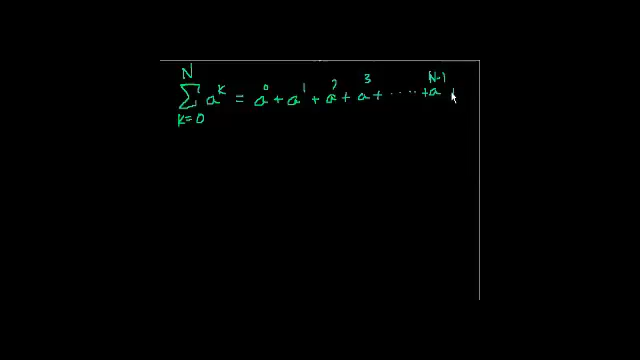 N
∑ a^k = a^0 + a^1 + a^2 + a^3 + ..... + a^{N-1}
k=0